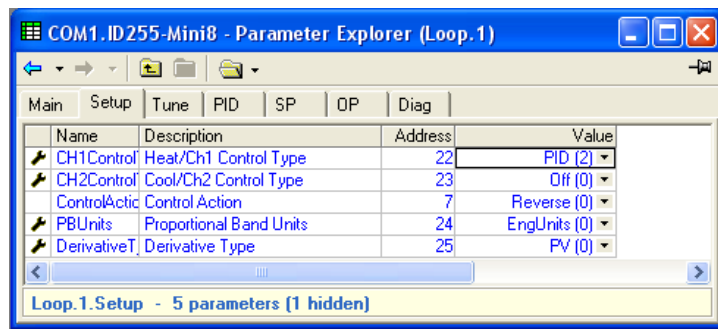 COM1.ID255-Mini8 - Parameter Explorer (Loop.1)
Main Setup Tune PID SP OP Diag
Name Description Address Value
CH1Control Heat/Ch1 Control Type 22 PID (2)
CH2Control Cool/Ch2 Control Type 23 Off (0)
ControlActic Control Action 7 Reverse (0)
PBUnits Proportional Band Units 24 EngUnits (0)
DerivativeT Derivative Type 25 PV (0)
Loop.1.Setup - 5 parameters (1 hidden)